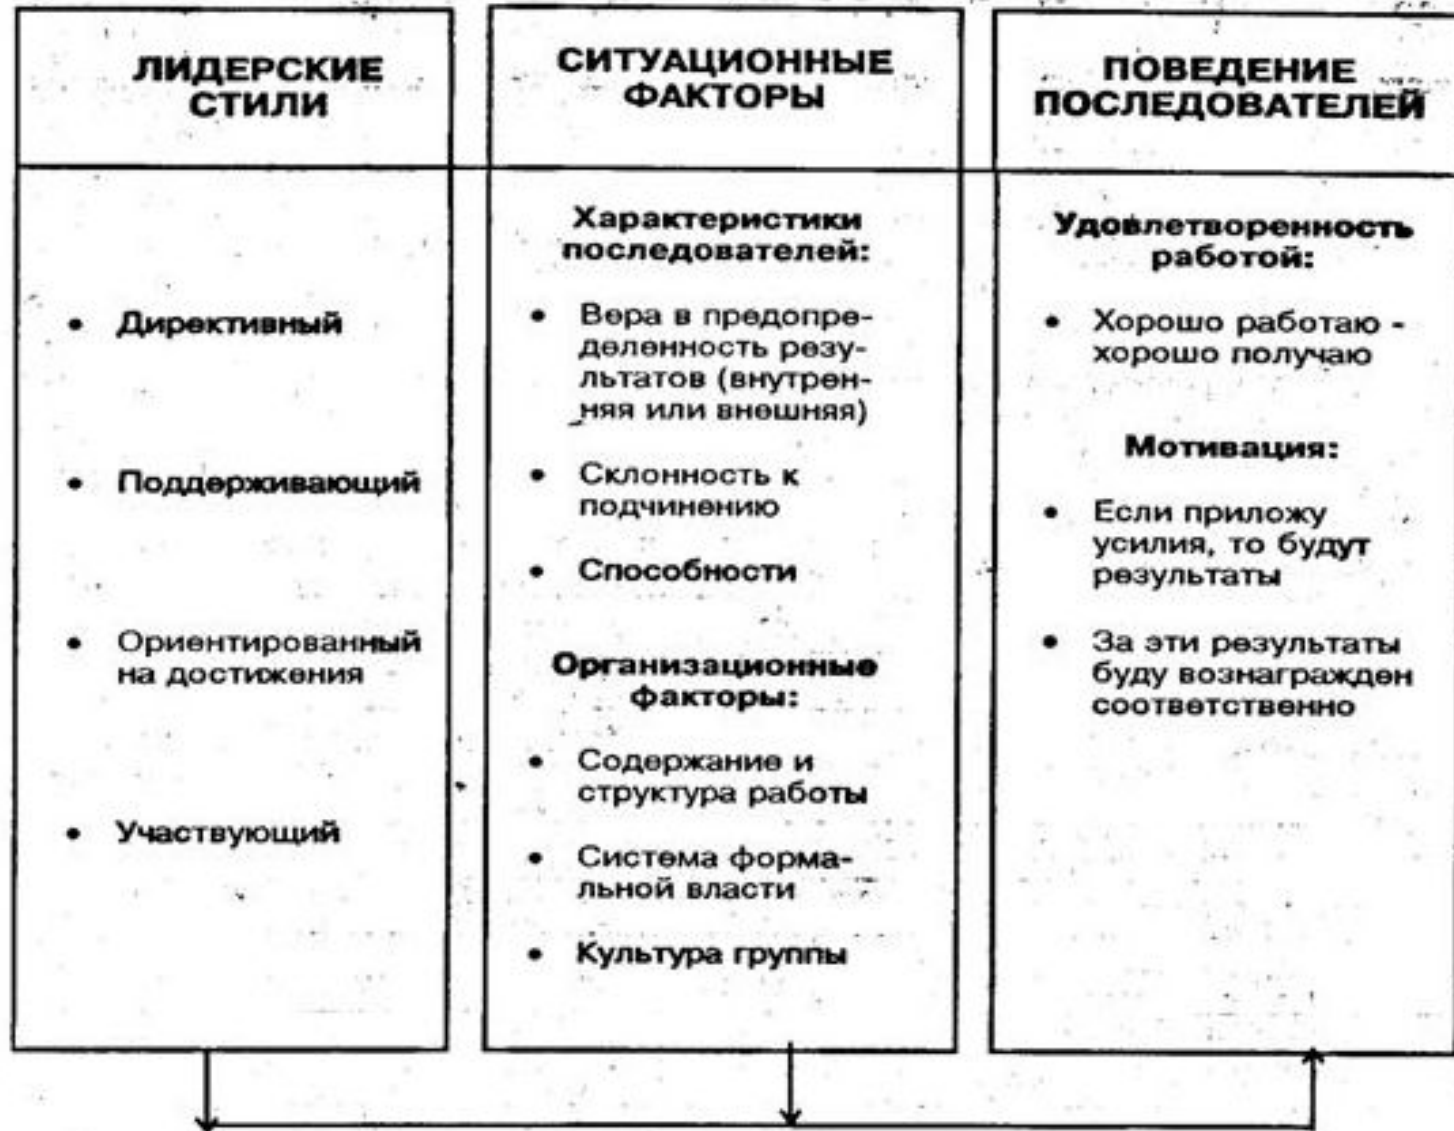 ЛИДЕРСКИЕ
СТИЛИ
• Директивный
• Поддерживающий
• Ориентированный
на достижения
• Участвующий
СИТУАЦИОННЫЕ
ФАКТОРЫ
Характеристики
последователей:
• Вера в предопре-
деленность резу-
льтатов (внутрен-
няя или внешняя)
• Склонность к
подчинению
• Способности
Организационные
факторы:
• Содержание и
структура работы
• Система форма-
льной власти
• Культура группы
ПОВЕДЕНИЕ
ПОСЛЕДОВАТЕЛЕЙ
Удовлетворенность
работой:
• Хорошо работаю -
хорошо получаю
Мотивация:
• Если приложу
усилия, то будут
результаты
• За эти результаты
буду вознагражден
соответственно